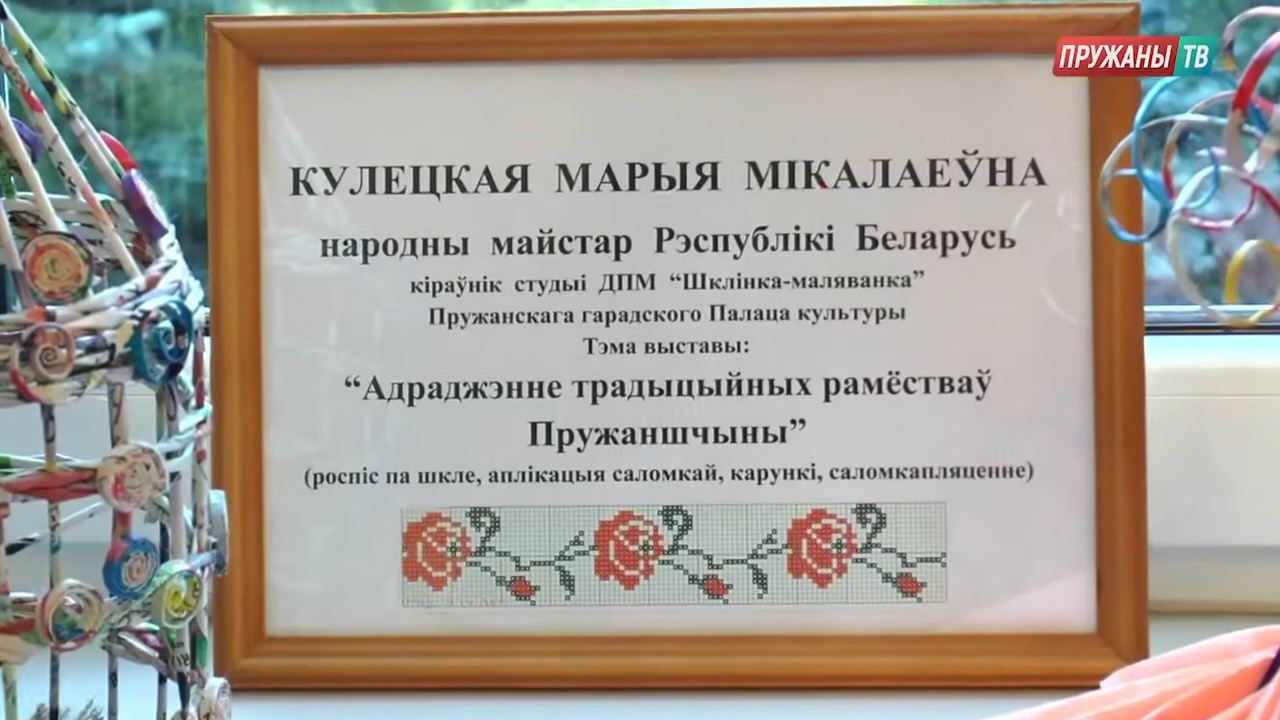 ПРУЖАНЫ ТВ
КУЛЕЦКАЯ МАРЫЯ МІКАЛАЕЎНА
народны майстар Рэспублікі Беларусь
кіраўнік студыі ДПМ “Шклінка-маляванка”
Пружанскага гарадского Палаца культуры
Тэма выставы:
“Адраджэнне традыцыйных рамёстваў
Пружаншчыны”
(роспіс па шкле, аплікацыя саломкай, карункі, саломкапляценне)